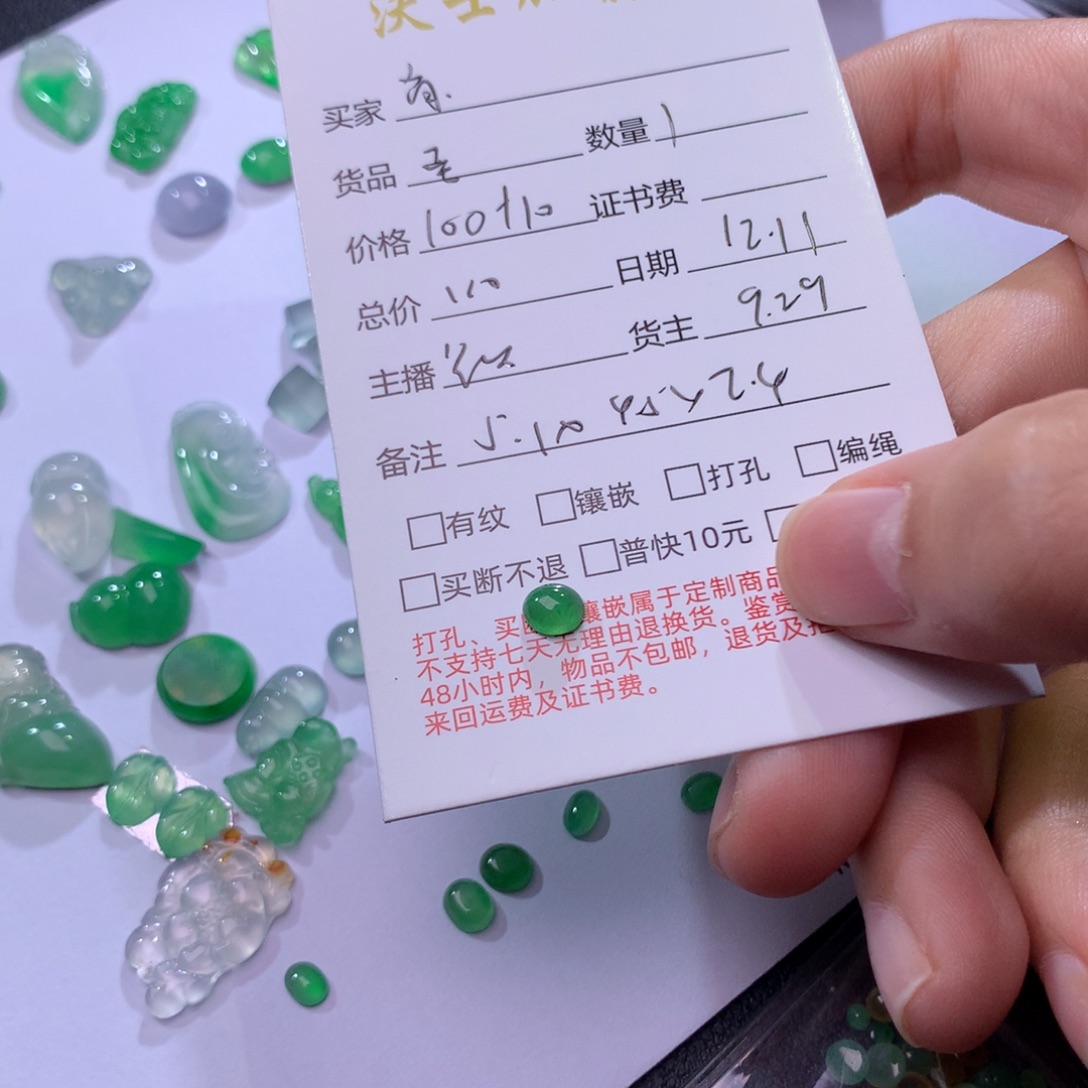 买家
货品 数量 1
价格 100+10 证书费
总价 110 日期 12.11
主播 货主 9.29
备注 5.1×4.5×2.4
□有纹 □镶嵌 □打孔 □编绳
□买断不退 □普快10元
打孔、买 镶嵌属于定制商品
不支持七天无理由退换货。鉴赏
48小时内，物品不包邮，退货及
来回运费及证书费。